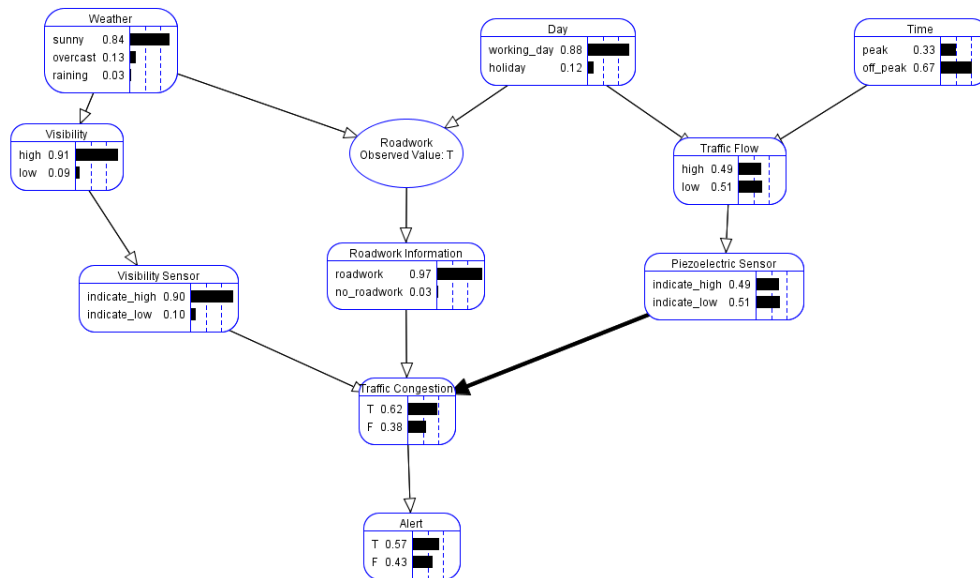 Weather
sunny 0.84
overcast 0.13
raining 0.03
Day
working_day 0.88
holiday 0.12
Time
peak 0.33
off_peak 0.67
Visibility
high 0.91
low 0.09
Roadwork
Observed Value: T
Traffic Flow
high 0.49
low 0.51
Visibility Sensor
indicate_high 0.90
indicate_low 0.10
Roadwork Information
roadwork 0.97
no_roadwork 0.03
Piezoelectric Sensor
indicate_high 0.49
indicate_low 0.51
Traffic Congestion
T 0.62
F 0.38
Alert
T 0.57
F 0.43